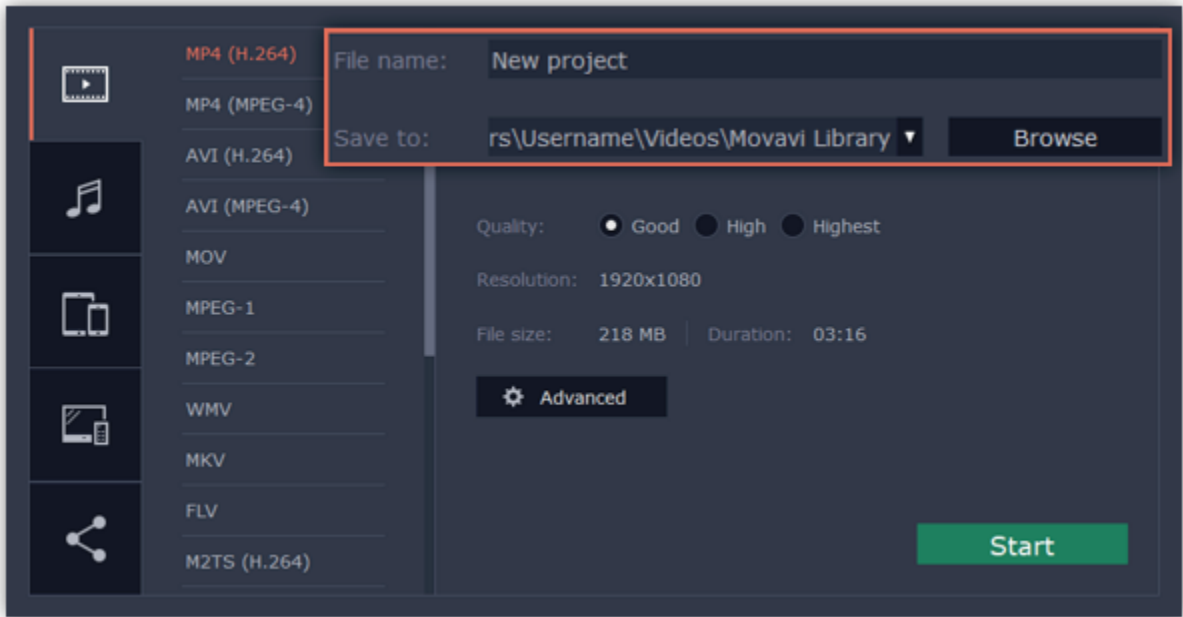 MP4 (H.264)
MP4 (MPEG-4)
AVI (H.264)
AVI (MPEG-4)
MOV
MPEG-1
MPEG-2
WMV
MKV
FLV
M2TS (H.264)
File name: New project
Save to: rs\Username\Videos\Movavi Library Browse
Quality: Good High Highest
Resolution: 1920x1080
File size: 218 MB Duration: 03:16
Advanced
Start